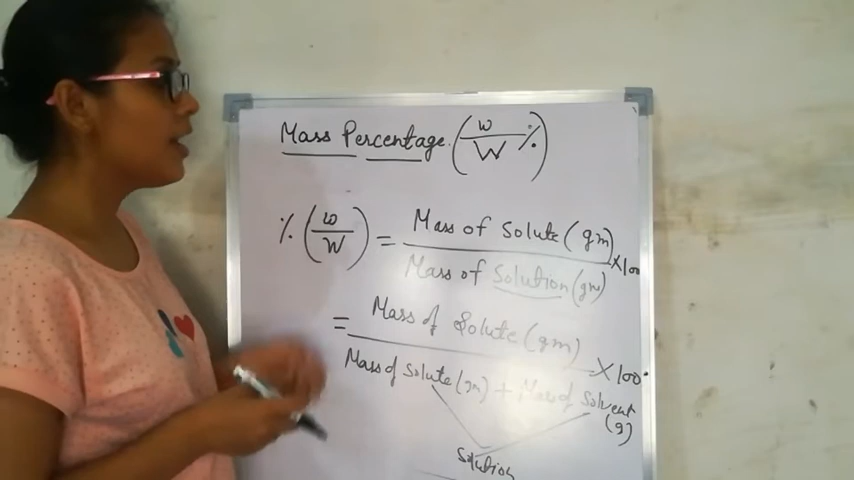 Mass Percentage (w/W %)
% (w/W) = Mass of Solute (gm) / Mass of Solution (gm) × 100
= Mass of Solute (gm) / Mass of Solute (gm) + Mass of Solvent (g) × 100
Solution